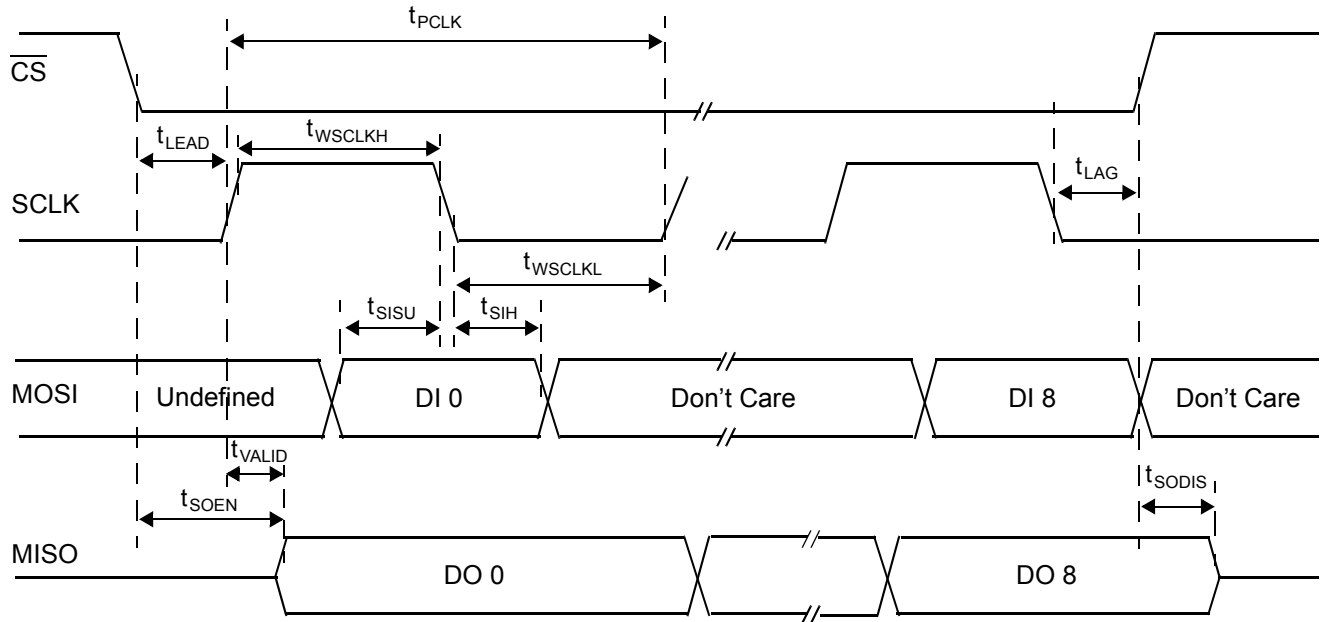 tPCLK
CS
tLEAD
tWSCLKH
tLAG
SCLK
tWSCLKL
tSISU
tSIH
MOSI
Undefined
DI 0
Don't Care
DI 8
Don't Care
tVALID
tSOEN
tSODIS
MISO
DO 0
DO 8